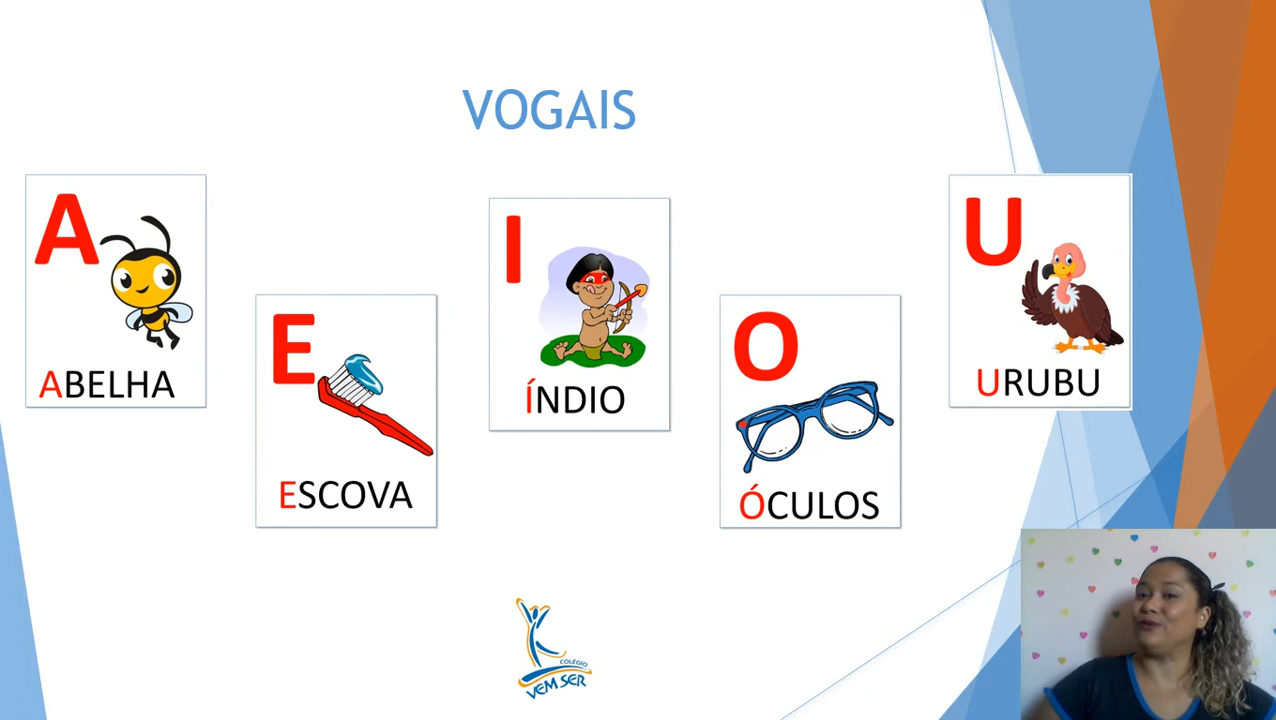 VOGAIS
A
ABELHA
E
ESCOVA
I
ÍNDIO
O
ÓCULOS
U
URUBU
COLÉGIO
VEM SER